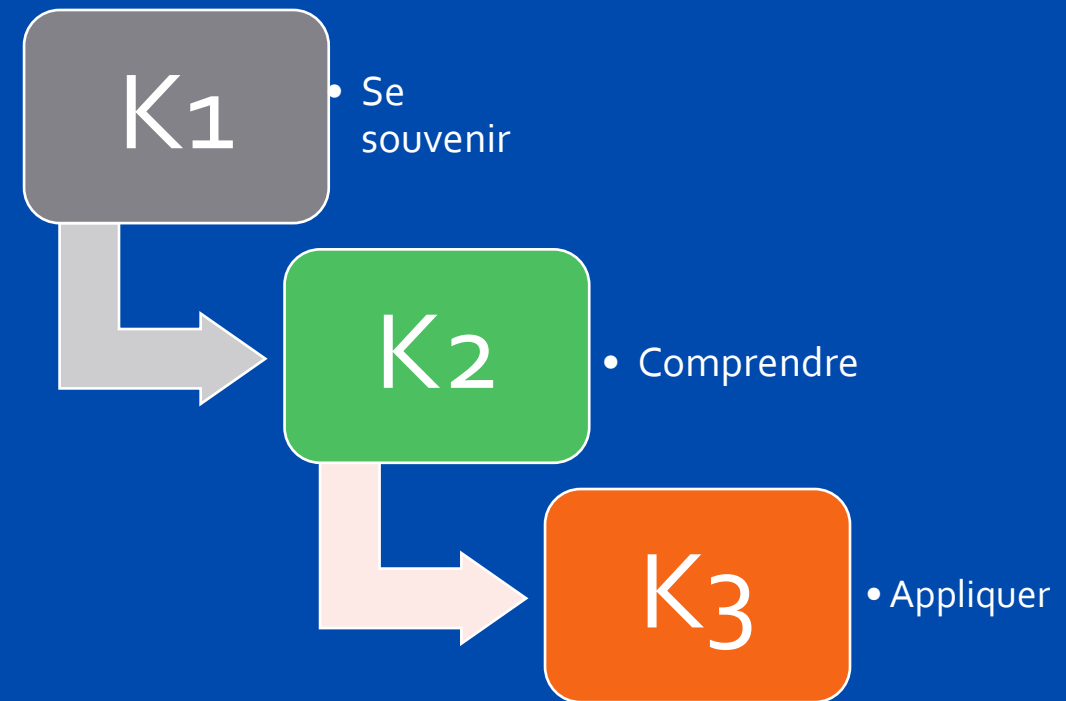 K1
• Se
souvenir
K2
• Comprendre
K3
• Appliquer